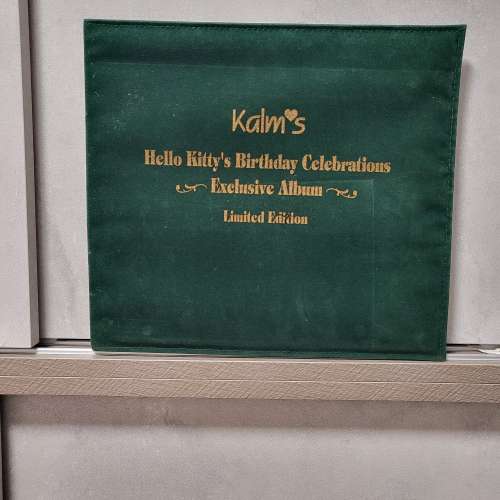 Kalm's
Hello Kitty's Birthday Celebrations
Exclusive Album
Limited Edition